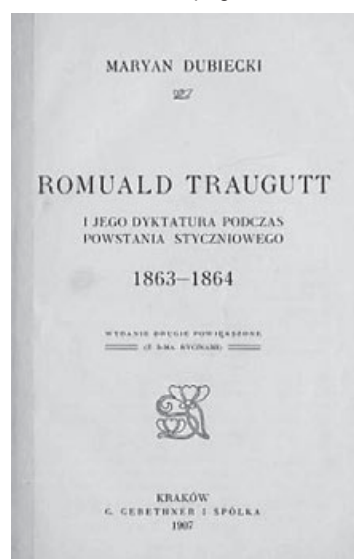 MARYAN DUBIECKI
ROMUALD TRAUGUTT
I JEGO DYKTATURA PODCZAS
POWSTANIA STYCZNIOWEGO
1863–1864
WYDANIE DRUGIE POWIĘKSZONE
(Z 5-MA RYCINAMI)
KRAKÓW
G. GEBETHNER I SPÓŁKA
1907